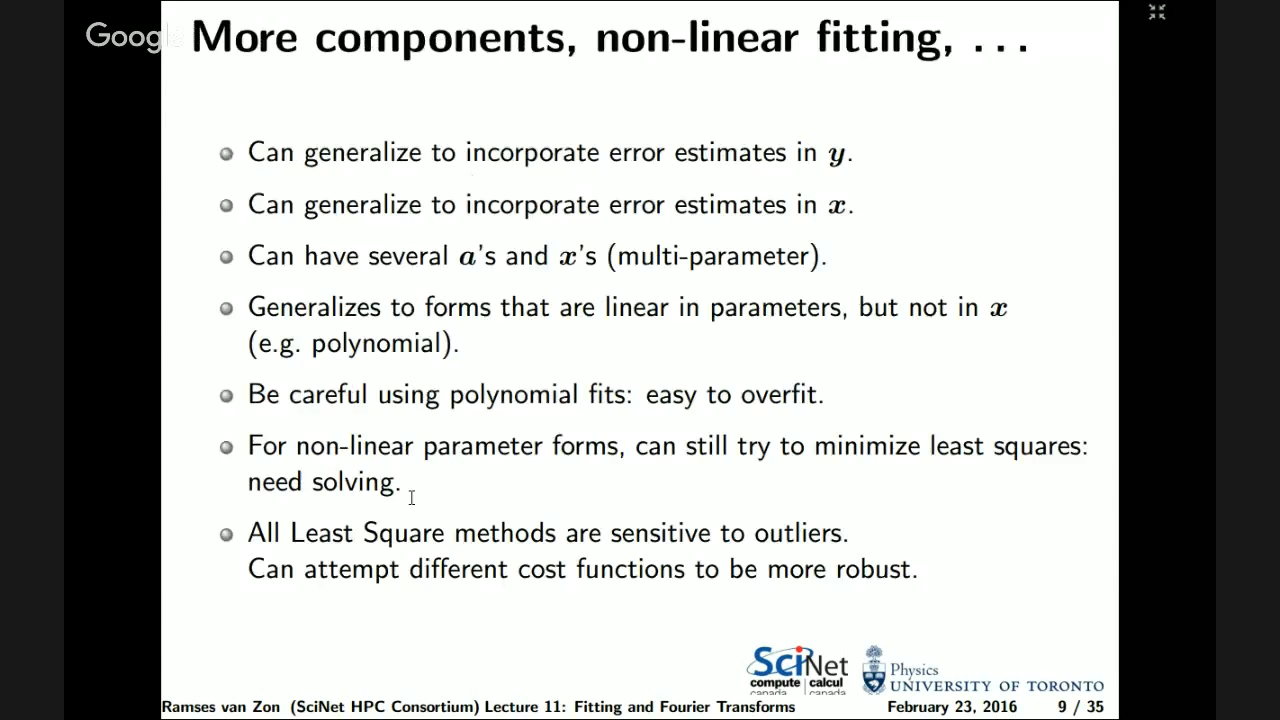 Google
More components, non-linear fitting, ...
Can generalize to incorporate error estimates in y.
Can generalize to incorporate error estimates in x.
Can have several a's and x's (multi-parameter).
Generalizes to forms that are linear in parameters, but not in x
(e.g. polynomial).
Be careful using polynomial fits: easy to overfit.
For non-linear parameter forms, can still try to minimize least squares:
need solving.
All Least Square methods are sensitive to outliers.
Can attempt different cost functions to be more robust.
SciNet
compute | calcul
canada canada
Physics
UNIVERSITY OF TORONTO
Ramses van Zon (SciNet HPC Consortium) Lecture 11: Fitting and Fourier Transforms February 23, 2016 9 / 35